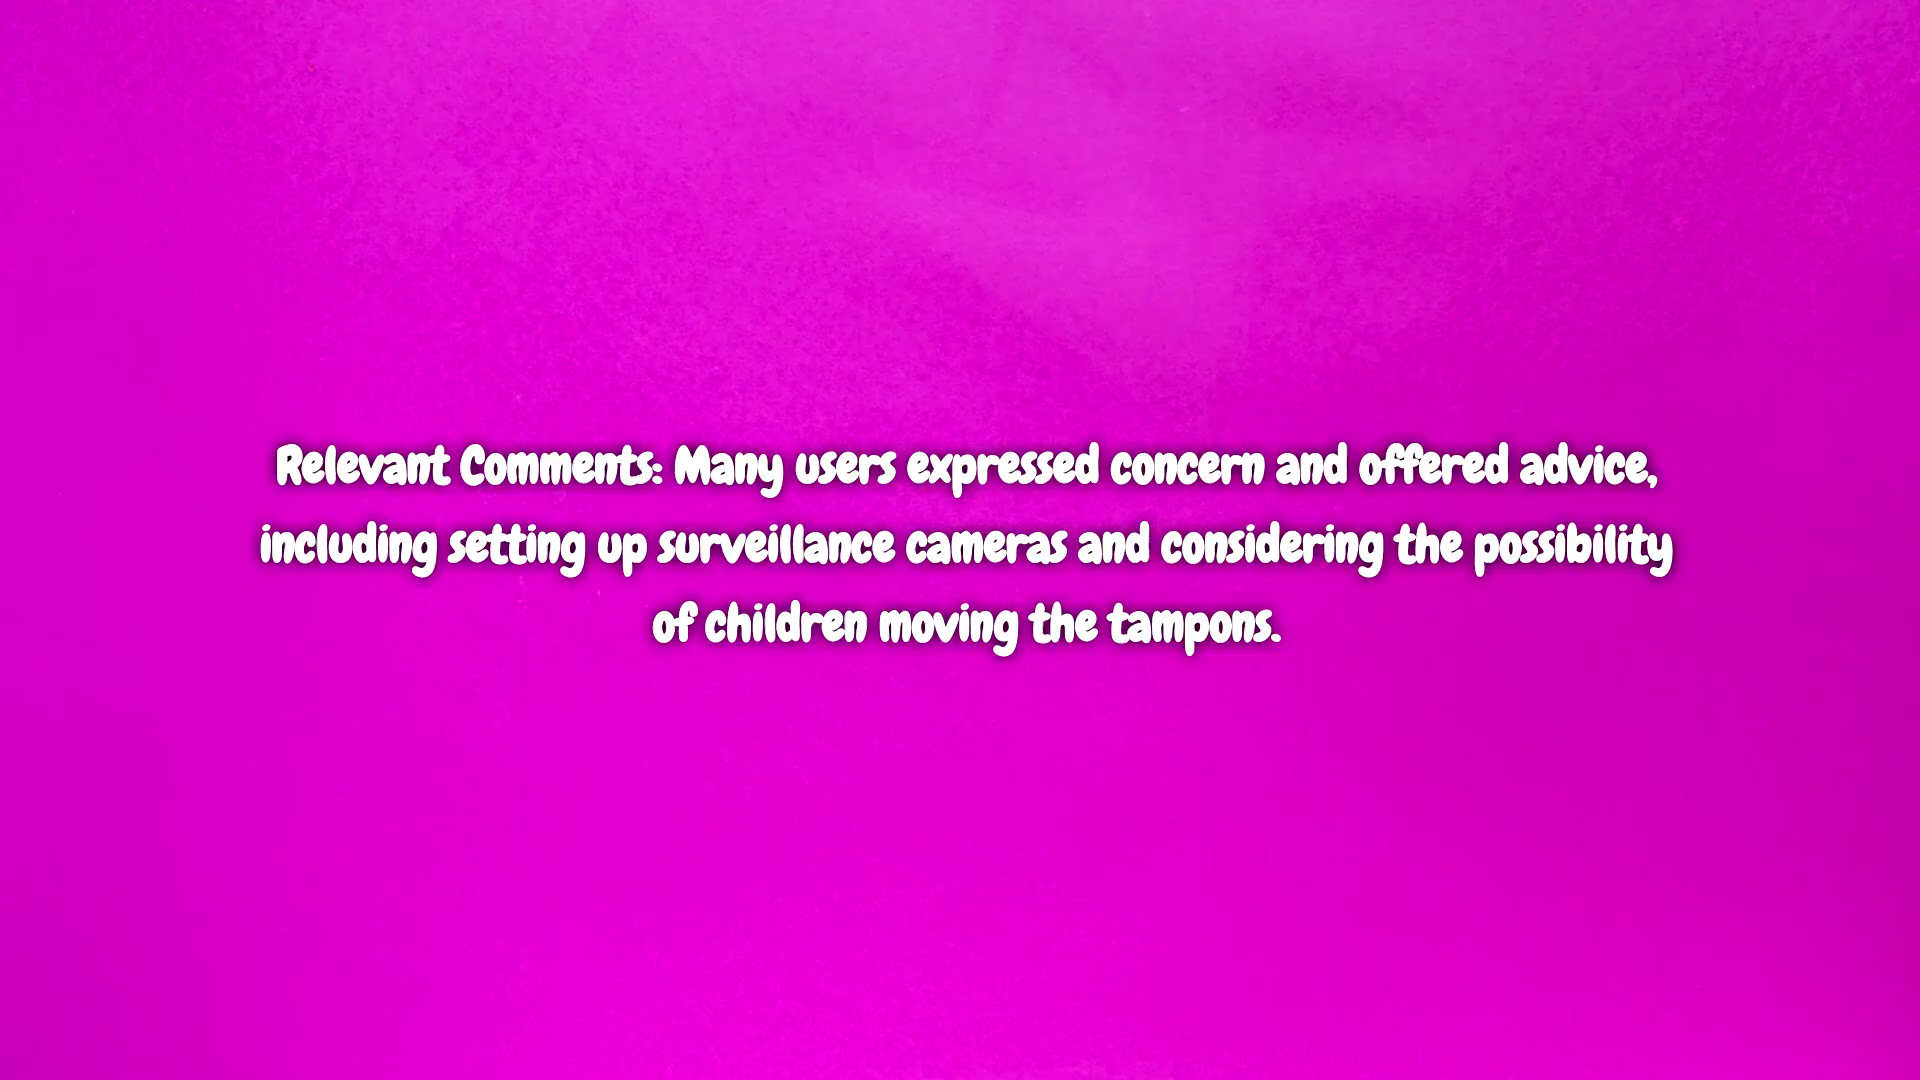 Relevant Comments: Many users expressed concern and offered advice,
including setting up surveillance cameras and considering the possibility
of children moving the tampons.